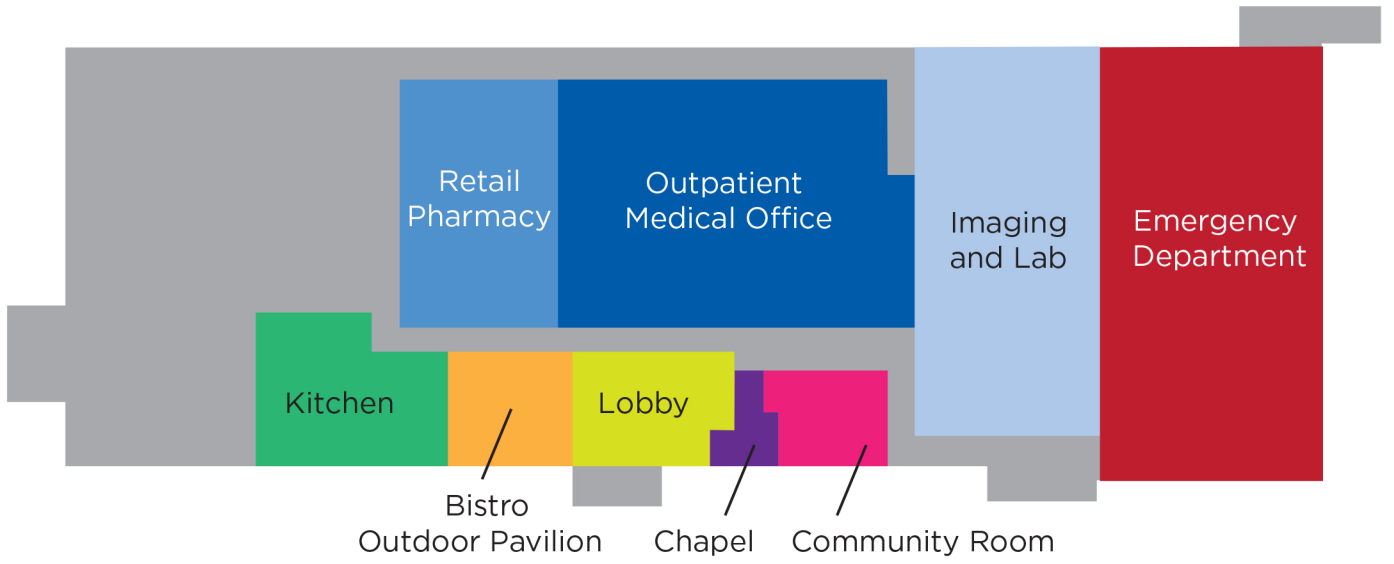 Retail
Pharmacy
Outpatient
Medical Office
Imaging
and Lab
Emergency
Department
Kitchen
Lobby
Bistro
Outdoor Pavilion
Chapel
Community Room